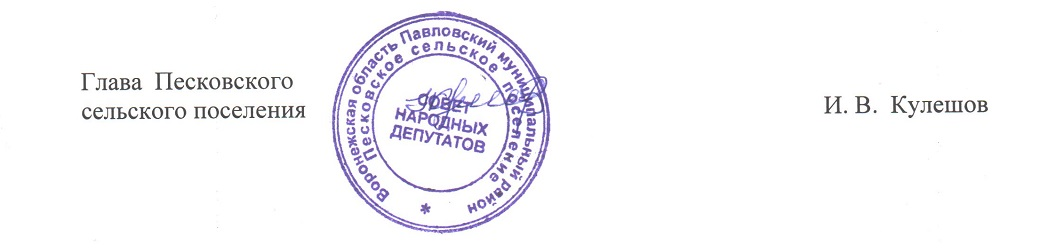 Глава Песковского
сельского поселения
И. В. Кулешов
Воронежская область Павловский муниципальный район
Песковское сельское поселение
СОВЕТ
НАРОДНЫХ
ДЕПУТАТОВ